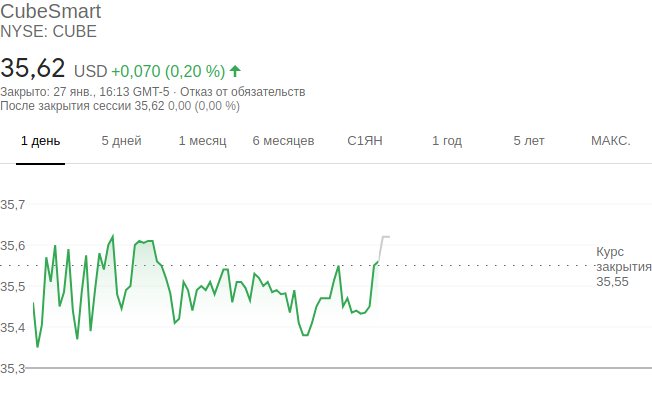 CubeSmart
NYSE: CUBE
35,62 USD +0,070 (0,20 %)
Закрыто: 27 янв., 16:13 GMT-5 · Отказ от обязательств
После закрытия сессии 35,62 0,00 (0,00 %)
1 день 5 дней 1 месяц 6 месяцев С1ЯН 1 год 5 лет МАКС.
35,7
35,6
35,5
35,4
35,3
Курс
закрытия
35,55